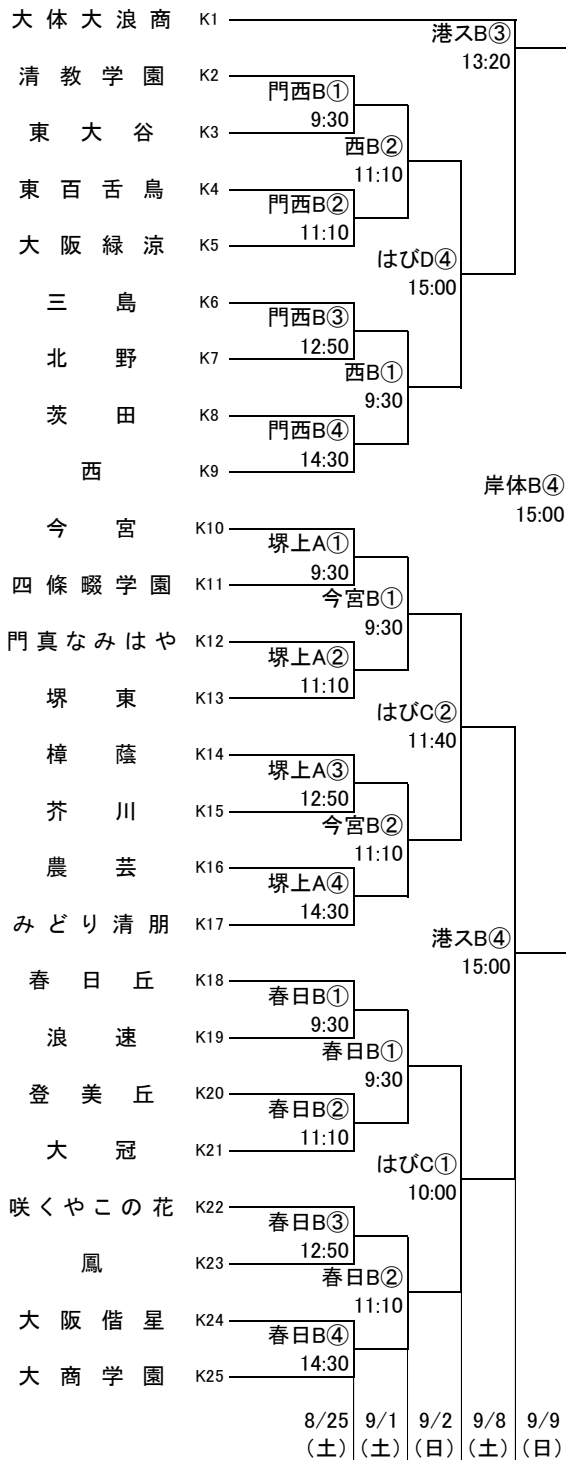 大体大浪商 K1
港スB③
13:20
清教学園 K2
門西B①
9:30
東大谷 K3
西B②
11:10
東百舌鳥 K4
門西B②
11:10
大阪緑涼 K5
はびD④
15:00
三島 K6
門西B③
12:50
北野 K7
西B①
9:30
茨田 K8
門西B④
14:30
西 K9
岸体B④
15:00
今宮 K10
堺上A①
9:30
四條畷学園 K11
今宮B①
9:30
門真なみはや K12
堺上A②
11:10
堺東 K13
はびC②
11:40
樟蔭 K14
堺上A③
12:50
芥川 K15
今宮B②
11:10
農芸 K16
堺上A④
14:30
みどり清朋 K17
港スB④
15:00
春日丘 K18
春日B①
9:30
浪速 K19
春日B①
9:30
登美丘 K20
春日B②
11:10
大冠 K21
はびC①
10:00
咲くやこの花 K22
春日B③
12:50
鳳 K23
春日B②
11:10
大阪偕星 K24
春日B④
14:30
大商学園 K25
8/25 9/1 9/2 9/8 9/9
(土) (土) (日) (土) (日)